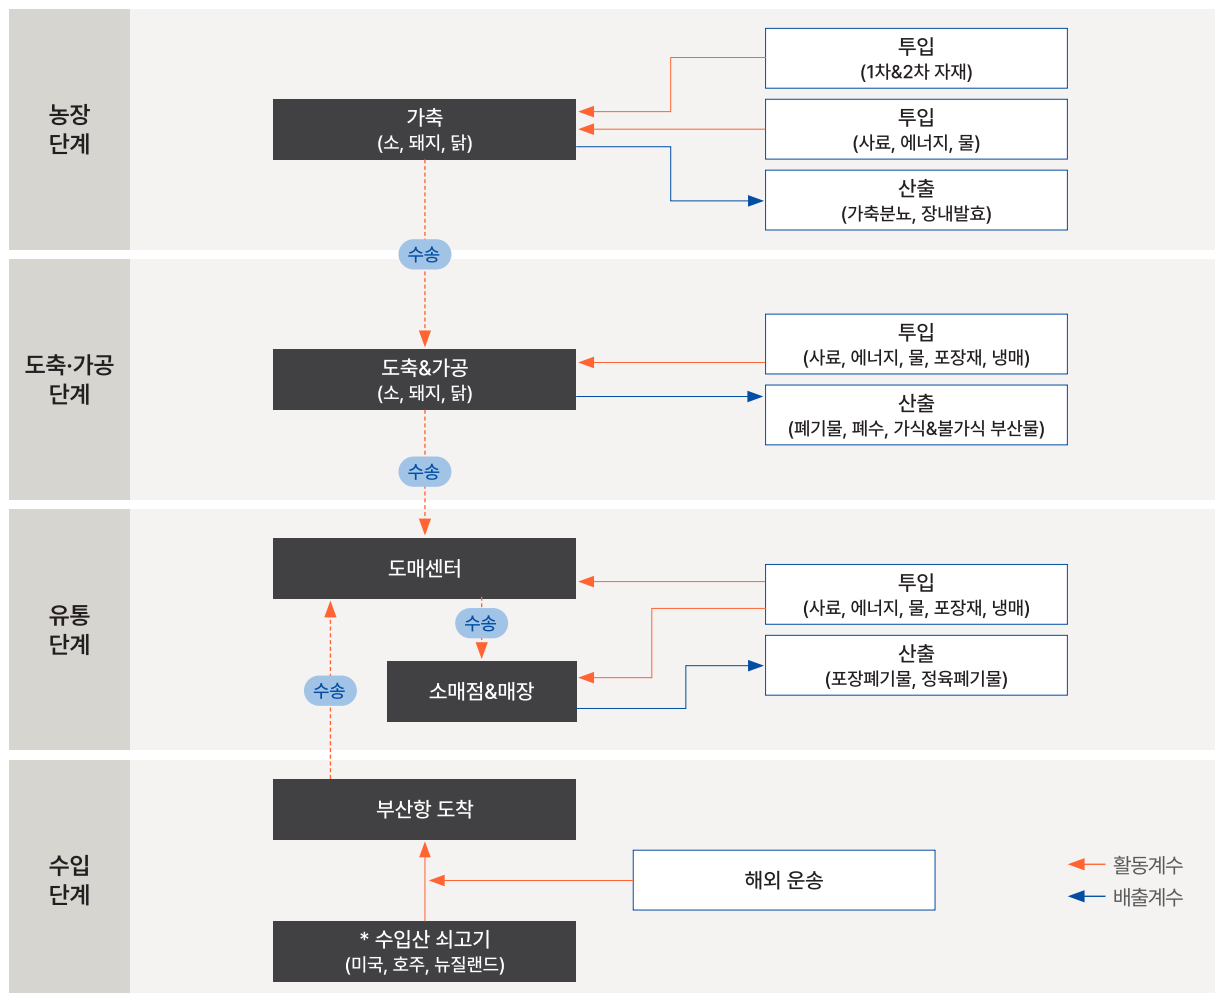 농장
단계
투입
(1차&2차 자재)
가축
(소, 돼지, 닭)
투입
(사료, 에너지, 물)
산출
(가축분뇨, 장내발효)
수송
도축·가공
단계
투입
(사료, 에너지, 물, 포장재, 냉매)
도축&가공
(소, 돼지, 닭)
산출
(폐기물, 폐수, 가식&불가식 부산물)
수송
유통
단계
도매센터
투입
(사료, 에너지, 물, 포장재, 냉매)
수송
산출
(포장폐기물, 정육폐기물)
소매점&매장
수송
수입
단계
부산항 도착
해외 운송
* 수입산 쇠고기
(미국, 호주, 뉴질랜드)
활동계수
배출계수